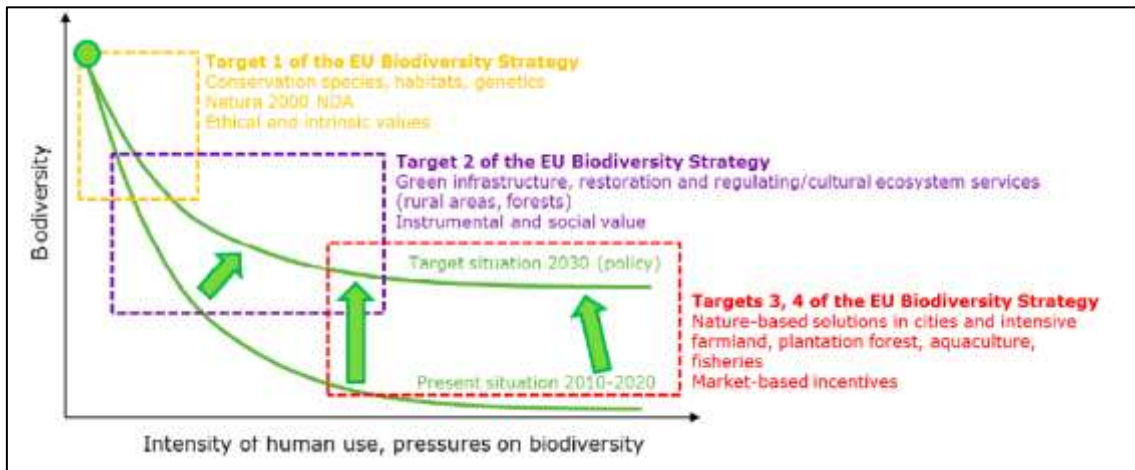 Target 1 of the EU Biodiversity Strategy
Conservation species, habitats, genetics
Natura 2000 NDA
Ethical and intrinsic values
Target 2 of the EU Biodiversity Strategy
Green infrastructure, restoration and regulating/cultural ecosystem services
(rural areas, forests)
Instrumental and social value
Biodiversity
Target situation 2030 (policy)
Targets 3, 4 of the EU Biodiversity Strategy
Nature-based solutions in cities and intensive
farmland, plantation forest, aquaculture,
fisheries
Market-based incentives
Present situation 2010-2020
Intensity of human use, pressures on biodiversity